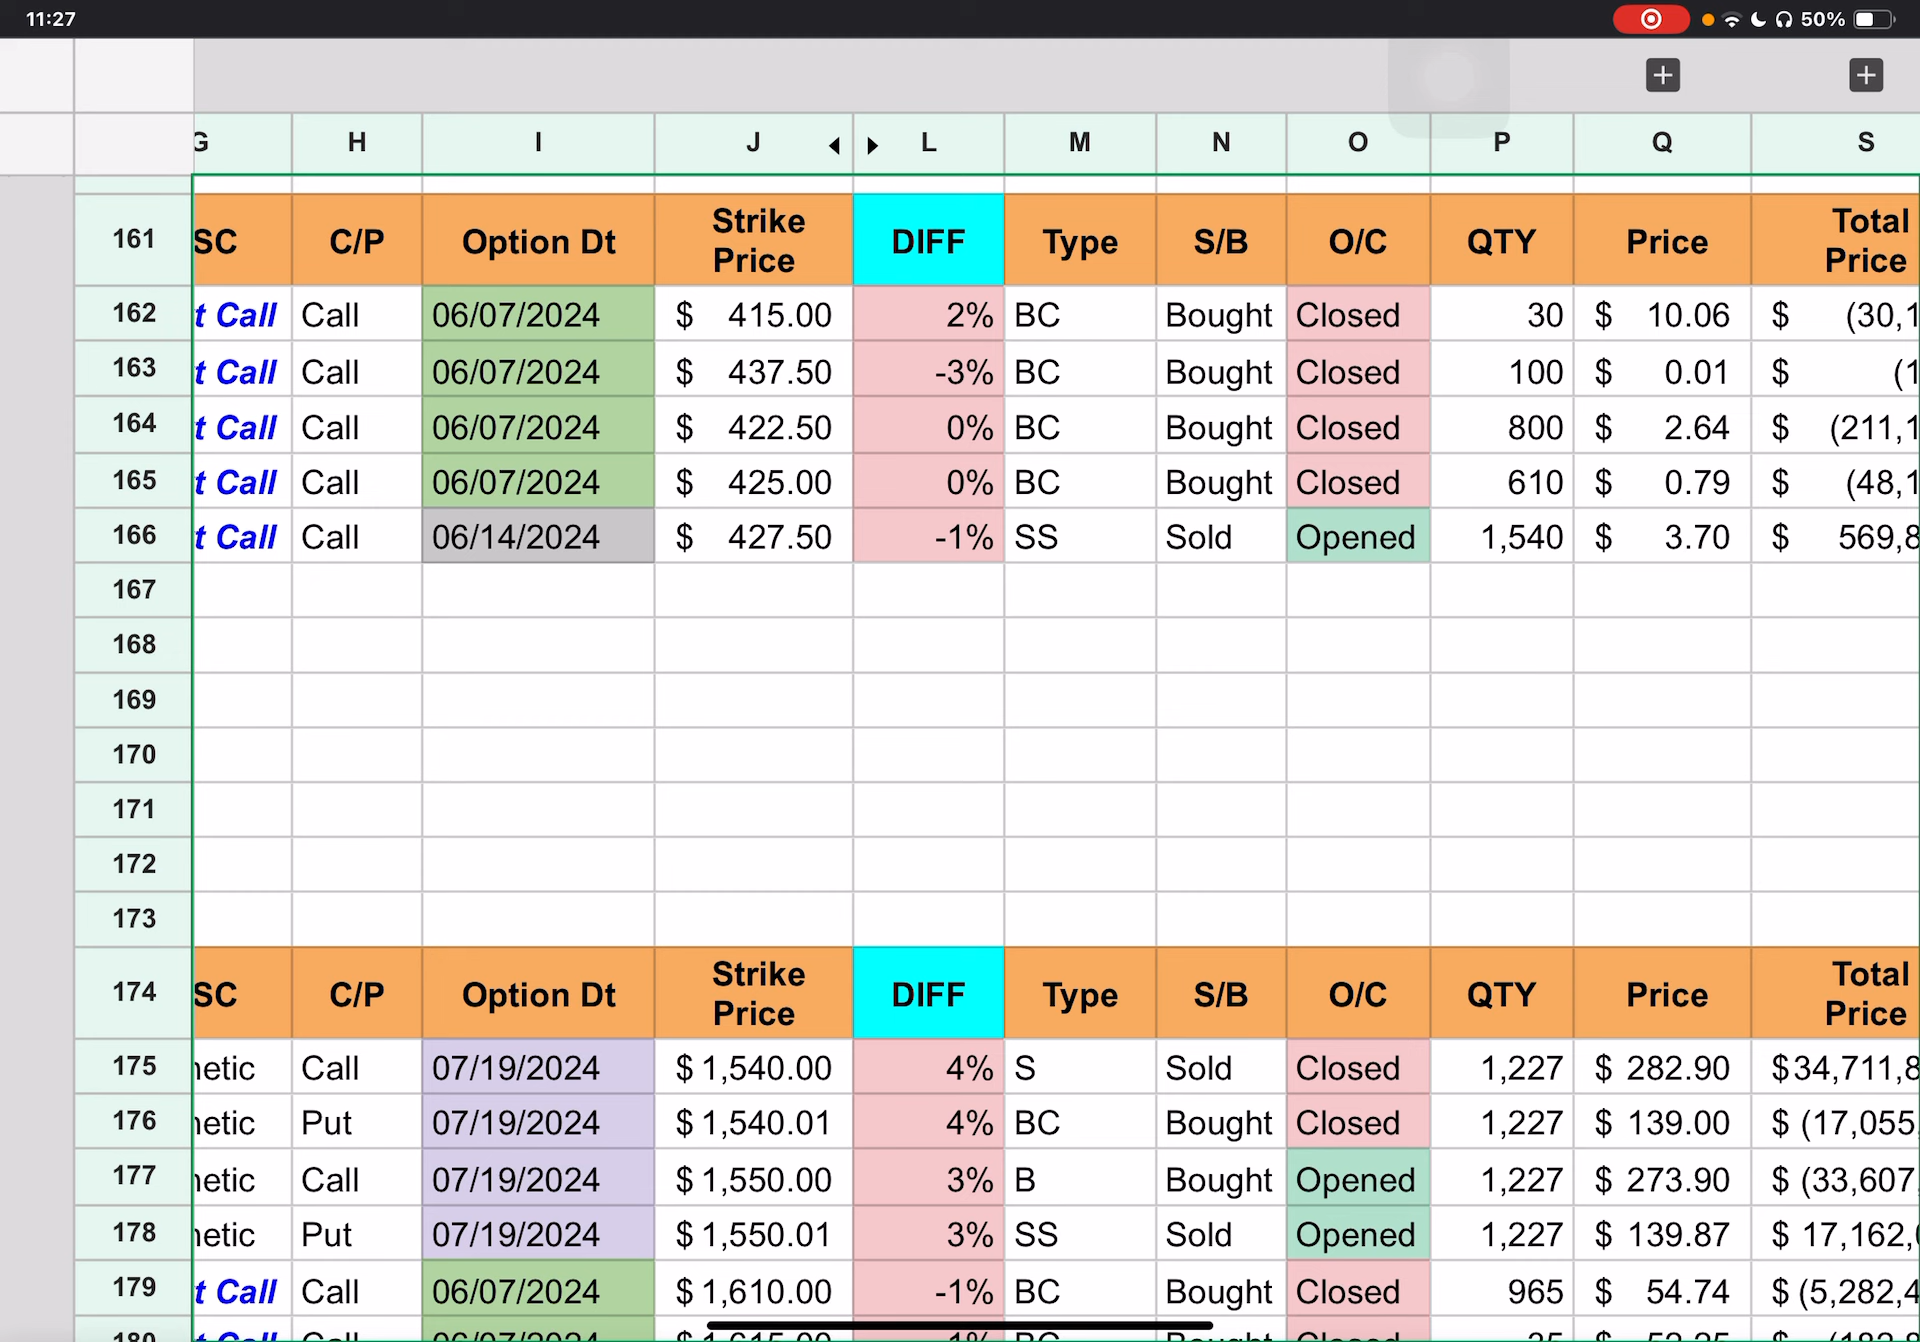 11:27 50%
G H I J L M N O P Q S
161 SC C/P Option Dt Strike Price DIFF Type S/B O/C QTY Price Total Price
162 t Call Call 06/07/2024 $ 415.00 2% BC Bought Closed 30 $ 10.06 $ (30,1
163 t Call Call 06/07/2024 $ 437.50 -3% BC Bought Closed 100 $ 0.01 $ (1
164 t Call Call 06/07/2024 $ 422.50 0% BC Bought Closed 800 $ 2.64 $ (211,1
165 t Call Call 06/07/2024 $ 425.00 0% BC Bought Closed 610 $ 0.79 $ (48,1
166 t Call Call 06/14/2024 $ 427.50 -1% SS Sold Opened 1,540 $ 3.70 $ 569,8
167
168
169
170
171
172
173
174 SC C/P Option Dt Strike Price DIFF Type S/B O/C QTY Price Total Price
175 netic Call 07/19/2024 $ 1,540.00 4% S Sold Closed 1,227 $ 282.90 $34,711,8
176 netic Put 07/19/2024 $ 1,540.01 4% BC Bought Closed 1,227 $ 139.00 $ (17,055,
177 netic Call 07/19/2024 $ 1,550.00 3% B Bought Opened 1,227 $ 273.90 $ (33,607,
178 netic Put 07/19/2024 $ 1,550.01 3% SS Sold Opened 1,227 $ 139.87 $ 17,162,
179 t Call Call 06/07/2024 $ 1,610.00 -1% BC Bought Closed 965 $ 54.74 $ (5,282,4